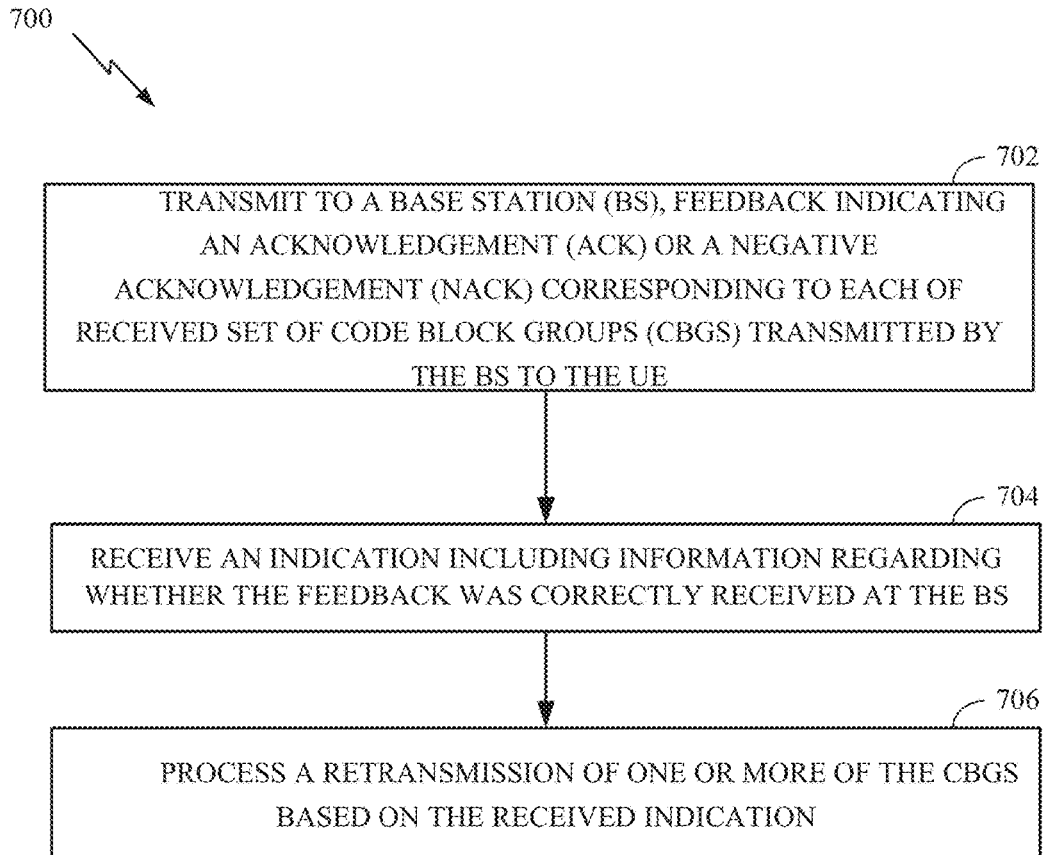 700
702
TRANSMIT TO A BASE STATION (BS), FEEDBACK INDICATING
AN ACKNOWLEDGEMENT (ACK) OR A NEGATIVE
ACKNOWLEDGEMENT (NACK) CORRESPONDING TO EACH OF
RECEIVED SET OF CODE BLOCK GROUPS (CBGS) TRANSMITTED BY
THE BS TO THE UE
704
RECEIVE AN INDICATION INCLUDING INFORMATION REGARDING
WHETHER THE FEEDBACK WAS CORRECTLY RECEIVED AT THE BS
706
PROCESS A RETRANSMISSION OF ONE OR MORE OF THE CBGS
BASED ON THE RECEIVED INDICATION